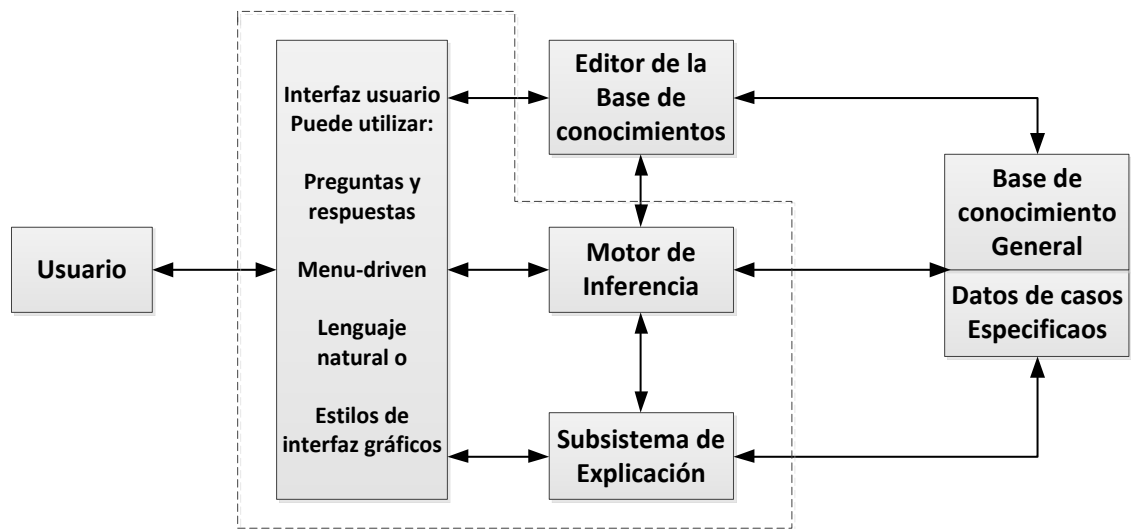 Usuario
Interfaz usuario
Puede utilizar:
Preguntas y
respuestas
Menu-driven
Lenguaje
natural o
Estilos de
interfaz gráficos
Editor de la
Base de
conocimientos
Motor de
Inferencia
Subsistema de
Explicación
Base de
conocimiento
General
Datos de casos
Especificaos